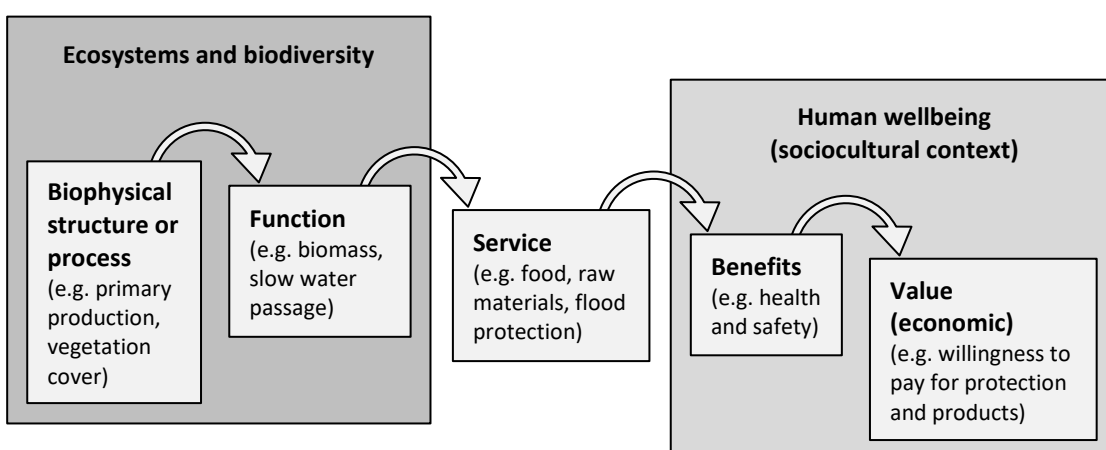 Ecosystems and biodiversity
Biophysical
structure or
process
(e.g. primary
production,
vegetation
cover)
Function
(e.g. biomass,
slow water
passage)
Service
(e.g. food, raw
materials, flood
protection)
Human wellbeing
(sociocultural context)
Benefits
(e.g. health
and safety)
Value
(economic)
(e.g. willingness to
pay for protection
and products)